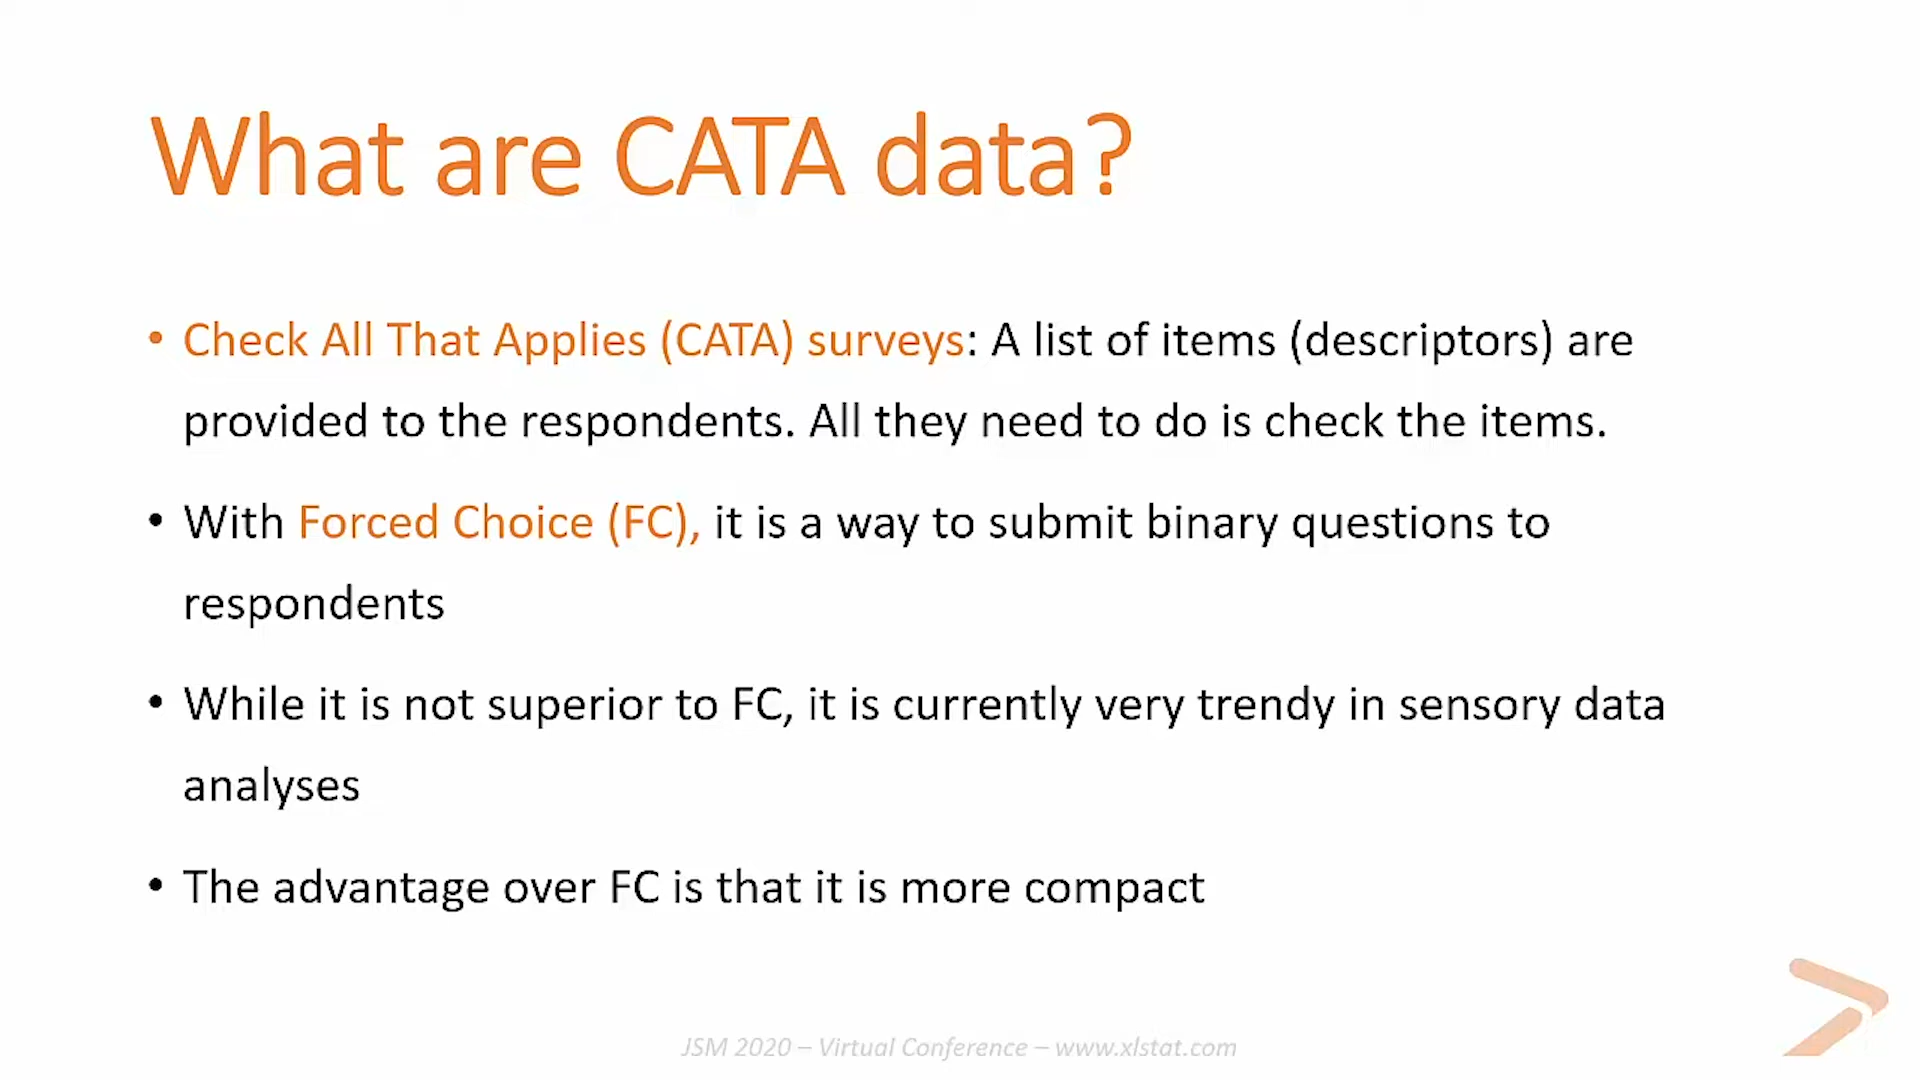 What are CATA data?
• Check All That Applies (CATA) surveys: A list of items (descriptors) are
provided to the respondents. All they need to do is check the items.
• With Forced Choice (FC), it is a way to submit binary questions to
respondents
• While it is not superior to FC, it is currently very trendy in sensory data
analyses
• The advantage over FC is that it is more compact
JSM 2020 – Virtual Conference – www.xlstat.com